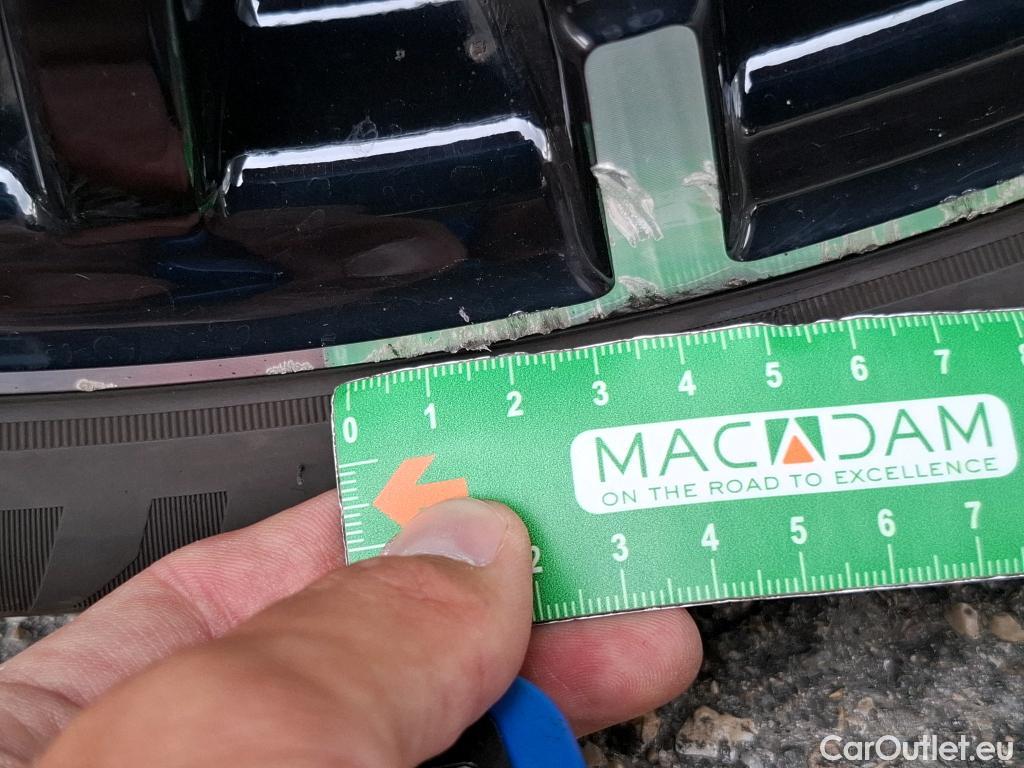 0 1 2 3 4 5 6 7 8
MACADAM
ON THE ROAD TO EXCELLENCE
2 3 4 5 6 7
CarOutlet.eu